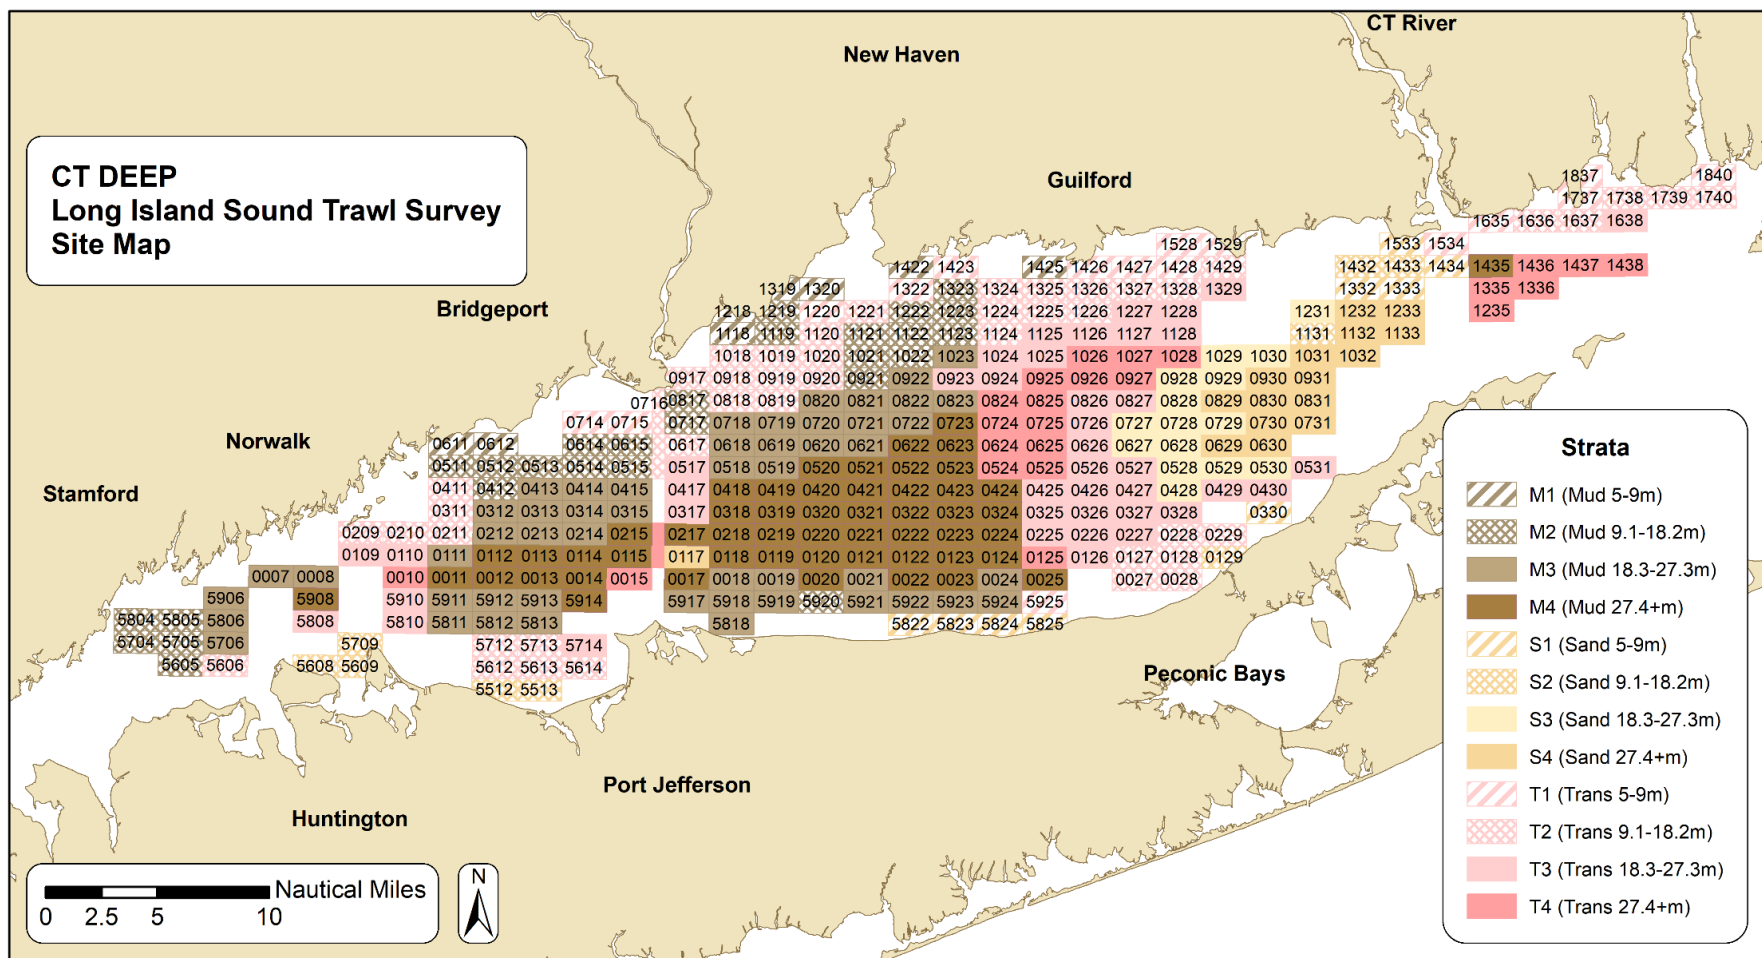 CT River
New Haven
CT DEEP
Long Island Sound Trawl Survey
Site Map
Guilford
Bridgeport
Norwalk
Stamford
1837 1840
1737 1738 1739 1740
1635 1636 1637 1638
1528 1529 1533 1534
1422 1423 1425 1426 1427 1428 1429 1432 1433 1434 1435 1436 1437 1438
1319 1320 1322 1323 1324 1325 1326 1327 1328 1329 1332 1333 1335 1336
1218 1219 1220 1221 1222 1223 1224 1225 1226 1227 1228 1231 1232 1233 1235
1118 1119 1120 1121 1122 1123 1124 1125 1126 1127 1128 1131 1132 1133
1018 1019 1020 1021 1022 1023 1024 1025 1026 1027 1028 1029 1030 1031 1032
0917 0918 0919 0920 0921 0922 0923 0924 0925 0926 0927 0928 0929 0930 0931
0716 0817 0818 0819 0820 0821 0822 0823 0824 0825 0826 0827 0828 0829 0830 0831
0714 0715 0717 0718 0719 0720 0721 0722 0723 0724 0725 0726 0727 0728 0729 0730 0731
0611 0612 0614 0615 0617 0618 0619 0620 0621 0622 0623 0624 0625 0626 0627 0628 0629 0630
0511 0512 0513 0514 0515 0517 0518 0519 0520 0521 0522 0523 0524 0525 0526 0527 0528 0529 0530 0531
0411 0412 0413 0414 0415 0417 0418 0419 0420 0421 0422 0423 0424 0425 0426 0427 0428 0429 0430
0311 0312 0313 0314 0315 0317 0318 0319 0320 0321 0322 0323 0324 0325 0326 0327 0328 0330
0209 0210 0211 0212 0213 0214 0215 0217 0218 0219 0220 0221 0222 0223 0224 0225 0226 0227 0228 0229
0109 0110 0111 0112 0113 0114 0115 0117 0118 0119 0120 0121 0122 0123 0124 0125 0126 0127 0128 0129
0007 0008 0010 0011 0012 0013 0014 0015 0017 0018 0019 0020 0021 0022 0023 0024 0025 0027 0028
5906 5908 5910 5911 5912 5913 5914 5917 5918 5919 5920 5921 5922 5923 5924 5925
5804 5805 5806 5808 5810 5811 5812 5813 5818 5822 5823 5824 5825
5704 5705 5706 5709 5712 5713 5714
5605 5606 5608 5609 5612 5613 5614
5512 5513
Peconic Bays
Port Jefferson
Huntington
Nautical Miles
0 2.5 5 10
N
Strata
M1 (Mud 5-9m)
M2 (Mud 9.1-18.2m)
M3 (Mud 18.3-27.3m)
M4 (Mud 27.4+m)
S1 (Sand 5-9m)
S2 (Sand 9.1-18.2m)
S3 (Sand 18.3-27.3m)
S4 (Sand 27.4+m)
T1 (Trans 5-9m)
T2 (Trans 9.1-18.2m)
T3 (Trans 18.3-27.3m)
T4 (Trans 27.4+m)